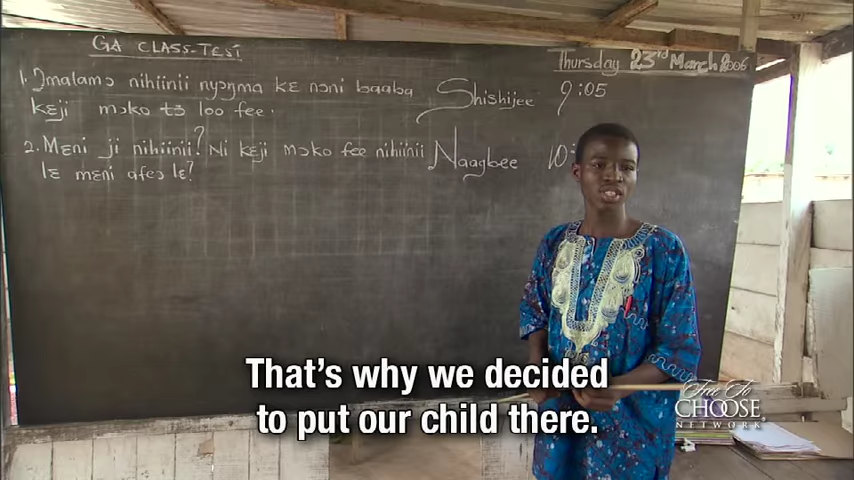 GA CLASS-TEST
Thursday 23rd March 2006
1. Ɔmalamɔ nihiinii nyɔŋma kɛ nɔni baaba Shishijee 9:05
kɛji mɔko tɔ loo fee.
2. Mɛni ji nihiinii? Ni kɛji mɔko fee nihiinii Naagbee 10:
lɛ mɛni afeɔ lɛ?
That's why we decided
to put our child there.
Free To
CHOOSE
NETWORK